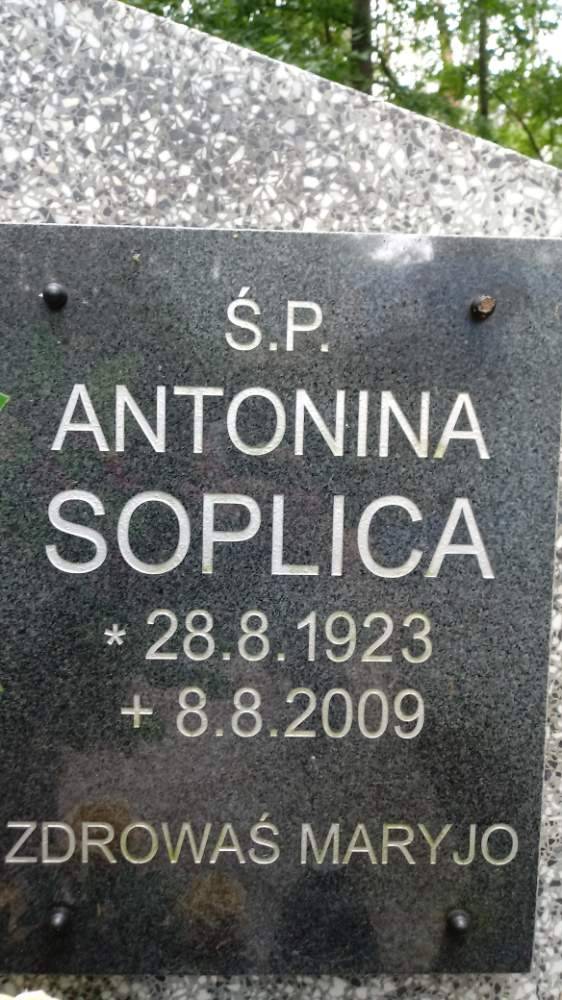 Ś.P.
ANTONINA
SOPLICA
* 28.8.1923
+ 8.8.2009
ZDROWAŚ MARYJO